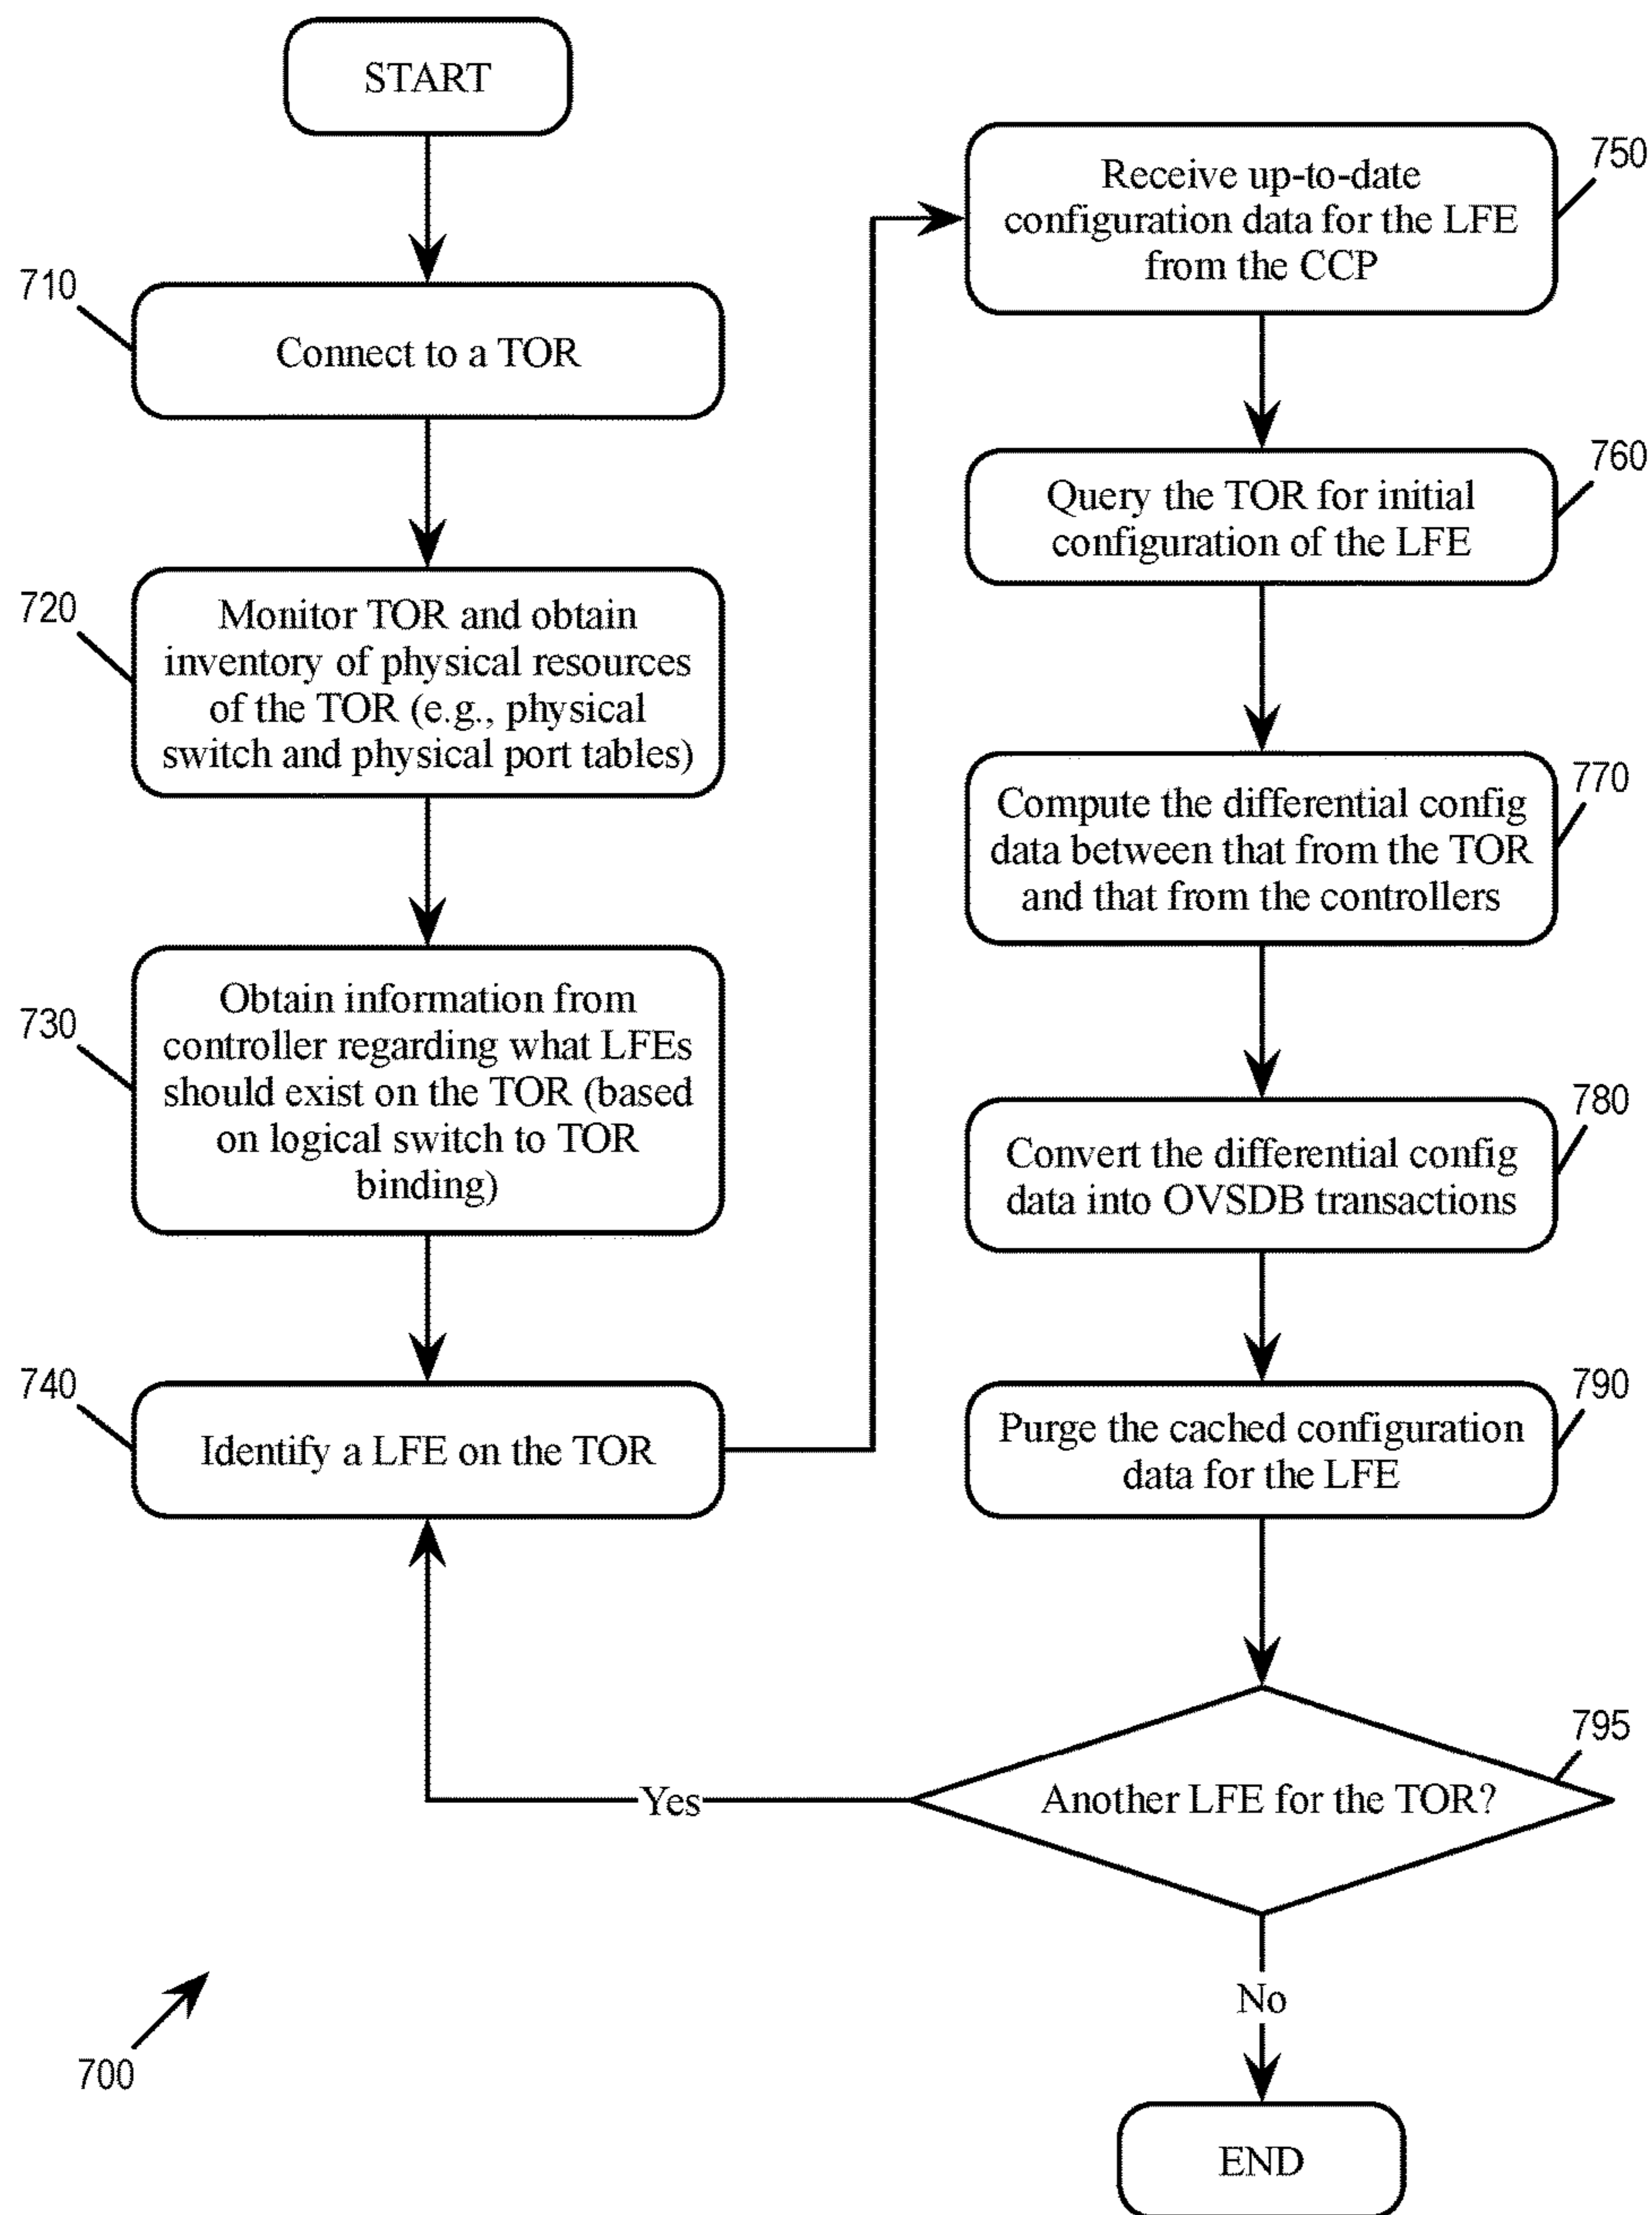 START
710
Connect to a TOR
720
Monitor TOR and obtain
inventory of physical resources
of the TOR (e.g., physical
switch and physical port tables)
730
Obtain information from
controller regarding what LFEs
should exist on the TOR (based
on logical switch to TOR
binding)
740
Identify a LFE on the TOR
750
Receive up-to-date
configuration data for the LFE
from the CCP
760
Query the TOR for initial
configuration of the LFE
770
Compute the differential config
data between that from the TOR
and that from the controllers
780
Convert the differential config
data into OVSDB transactions
790
Purge the cached configuration
data for the LFE
795
Another LFE for the TOR?
Yes
No
END
700